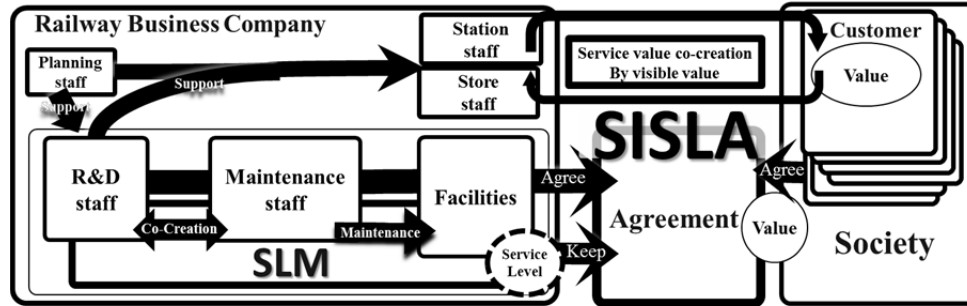 Railway Business Company
Planning
staff
Support
Support
Station
staff
Store
staff
Service value co-creation
By visible value
Customer
Value
R&D
staff
Co-Creation
Maintenance
staff
Maintenance
Facilities
SLM
Service
Level
Agree
Keep
SISLA
Agreement
Agree
Value
Society